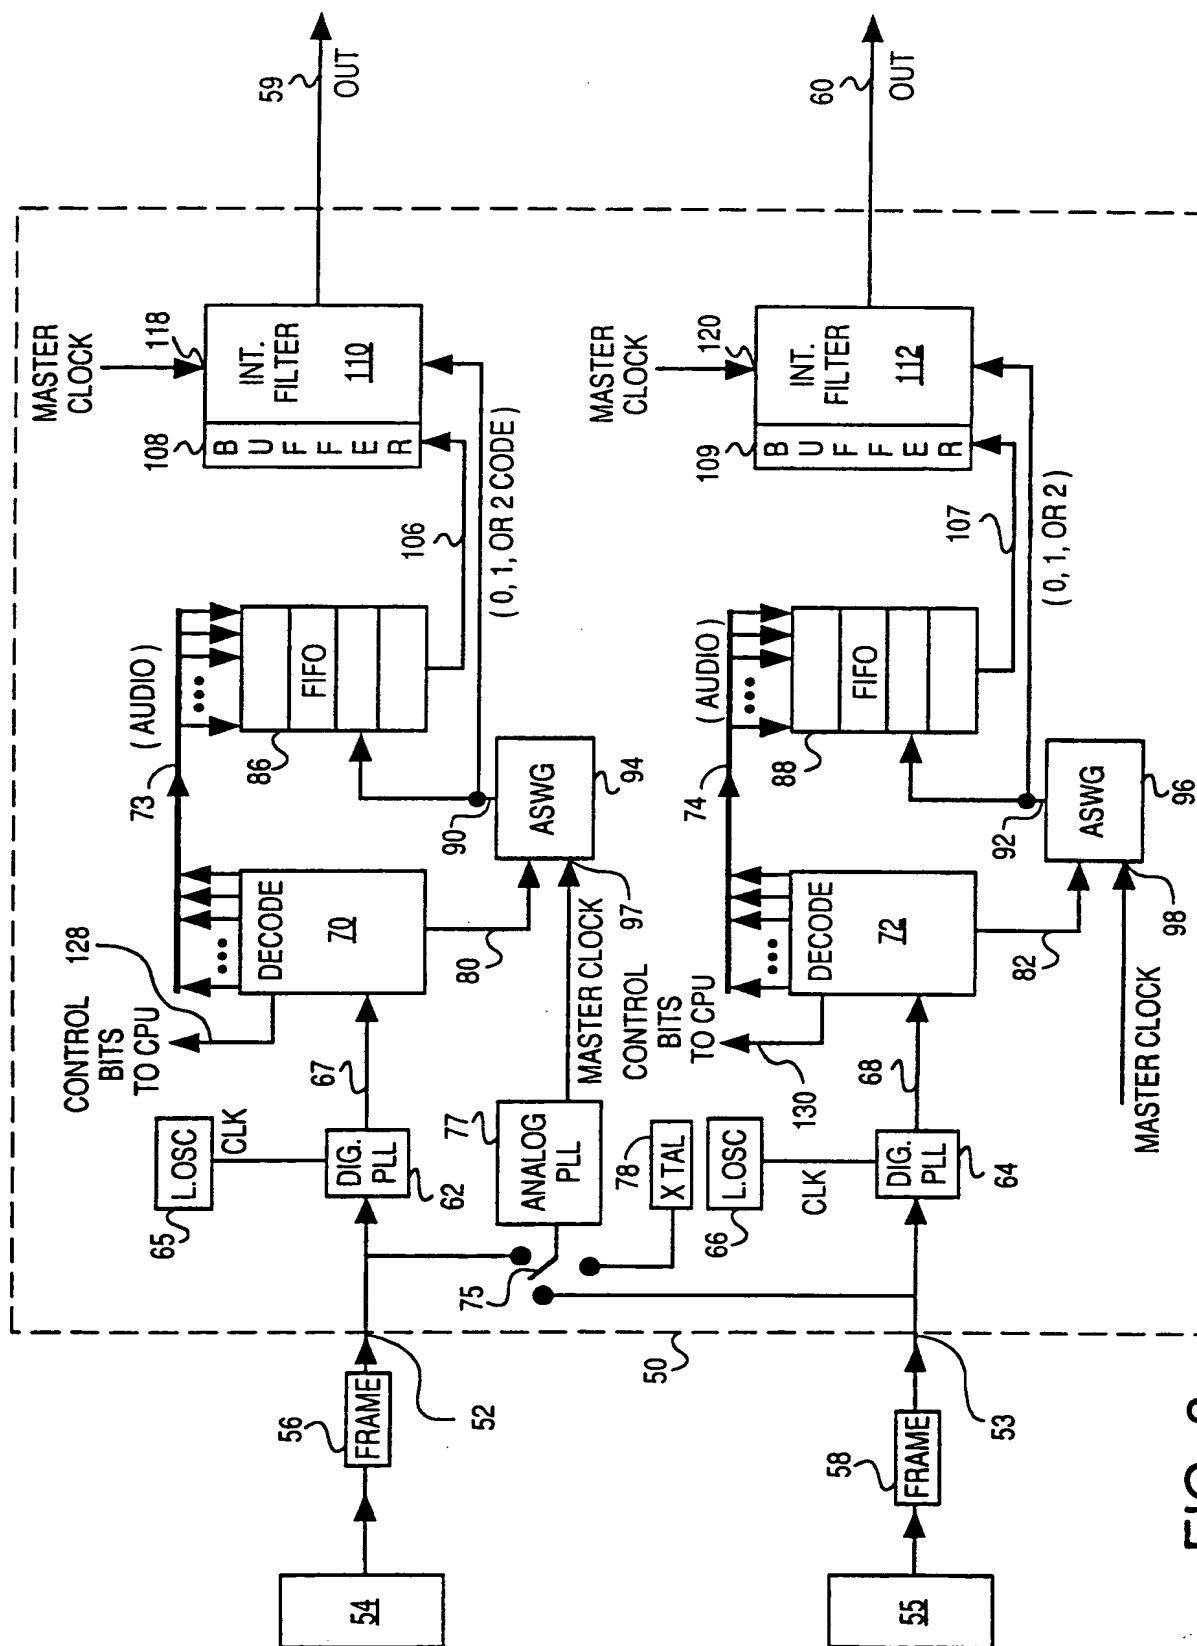 59
OUT
MASTER
CLOCK
118
108
BUFFER
INT.
FILTER
110
106
( 0, 1, OR 2 CODE )
( AUDIO )
73
86
FIFO
90
ASWG
94
97
128
CONTROL
BITS
TO CPU
DECODE
70
80
MASTER CLOCK
67
65
L.OSC
CLK
DIG.
PLL
62
77
ANALOG
PLL
75
78
X TAL
56
FRAME
52
54
50
60
OUT
MASTER
CLOCK
120
109
BUFFER
INT.
FILTER
112
107
( 0, 1, OR 2 )
( AUDIO )
74
88
FIFO
92
ASWG
96
98
CONTROL
BITS
TO CPU
130
DECODE
72
82
MASTER CLOCK
68
66
L.OSC
CLK
DIG.
PLL
64
58
FRAME
53
55
FIG.